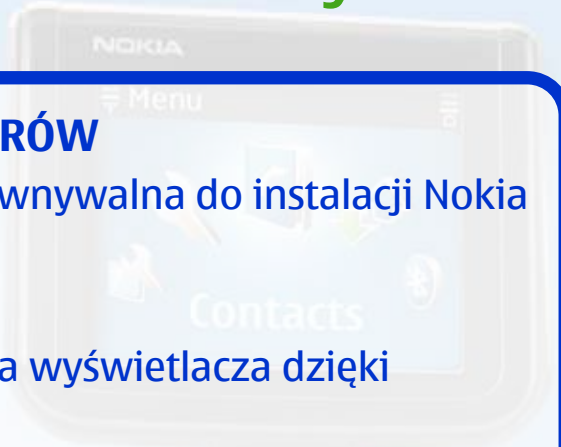 NOKIA
Menu
RÓW
wnywalna do instalacji Nokia
Contacts
a wyświetlacza dzięki